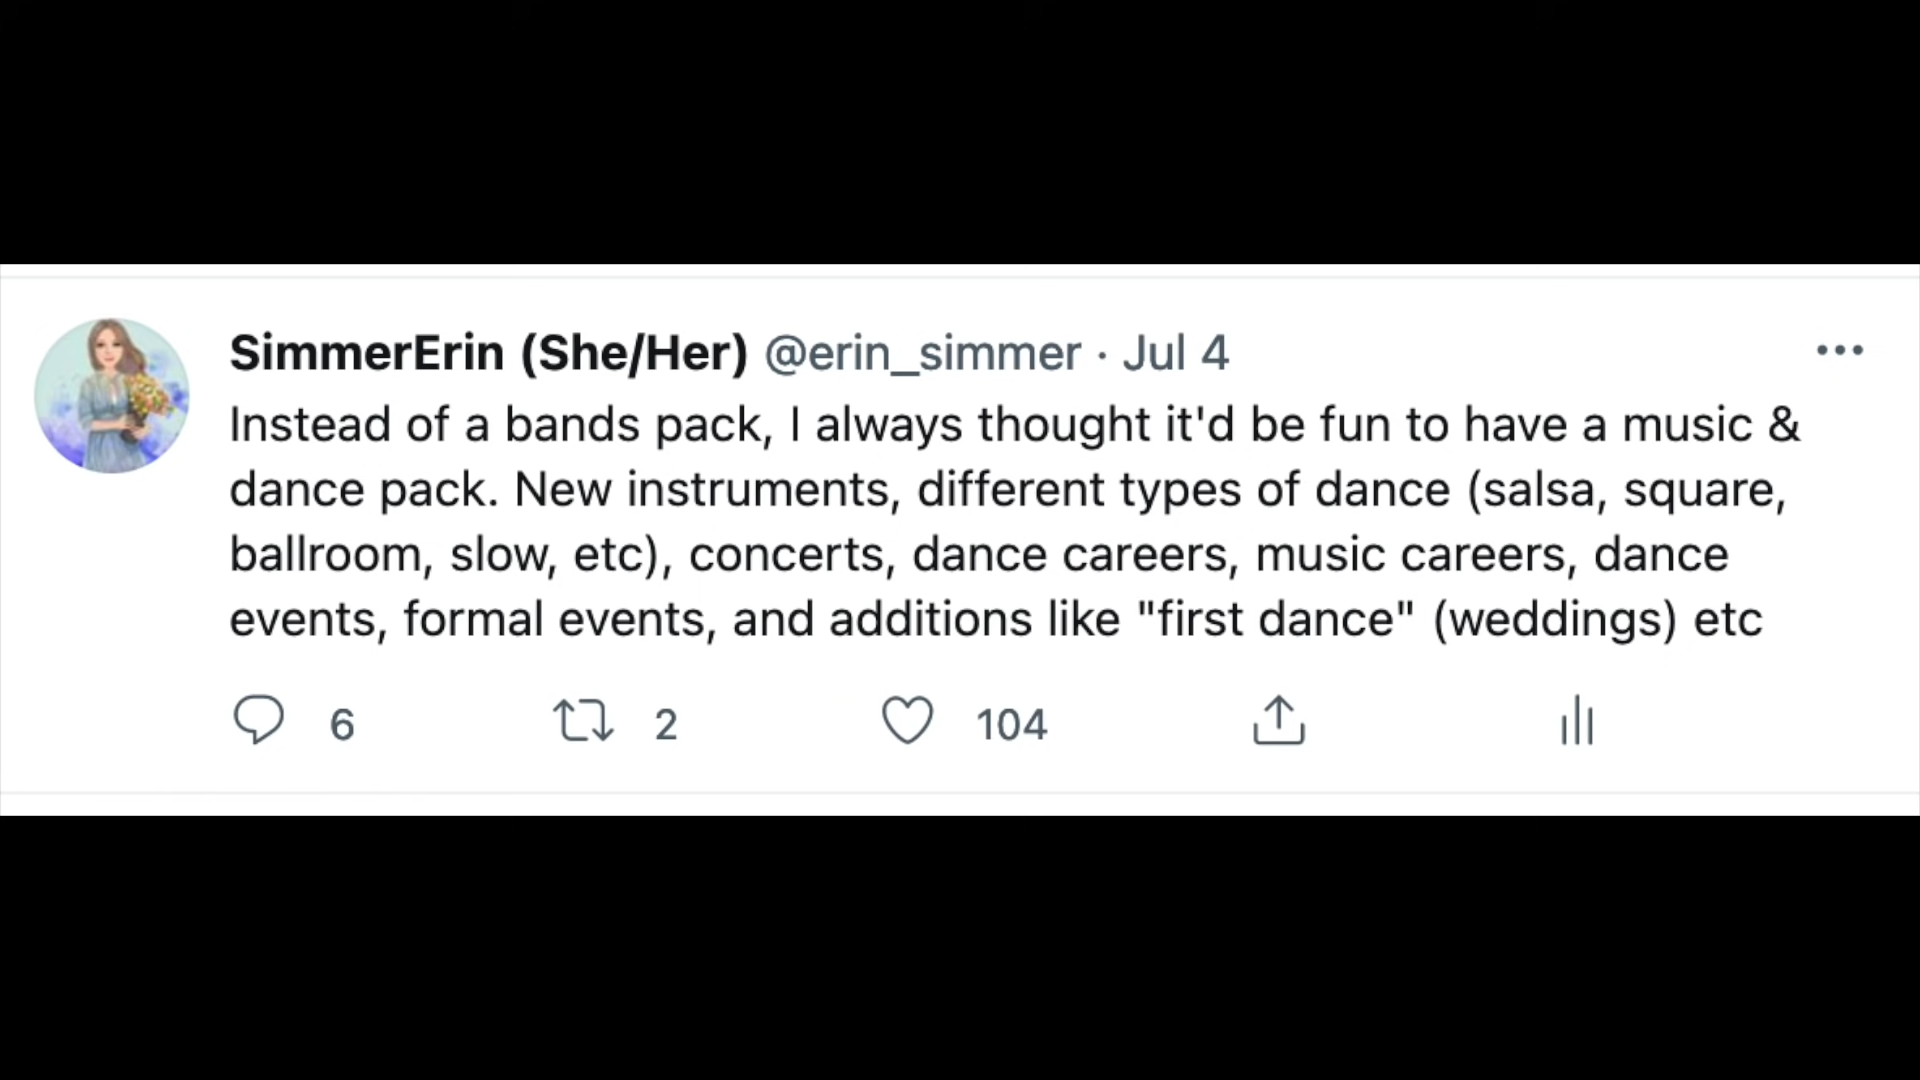 SimmerErin (She/Her) @erin_simmer · Jul 4
Instead of a bands pack, I always thought it'd be fun to have a music &
dance pack. New instruments, different types of dance (salsa, square,
ballroom, slow, etc), concerts, dance careers, music careers, dance
events, formal events, and additions like "first dance" (weddings) etc
6 2 104